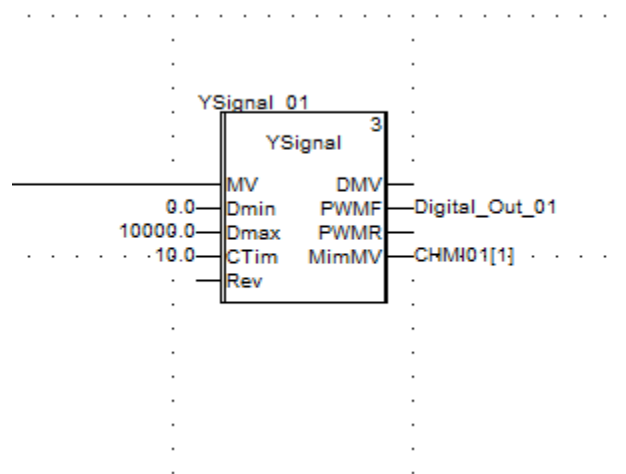 YSignal_01
3
YSignal
MV DMV
0.0 Dmin PWMF Digital_Out_01
10000.0 Dmax PWMR
10.0 CTim MimMV CHMI01[1]
Rev